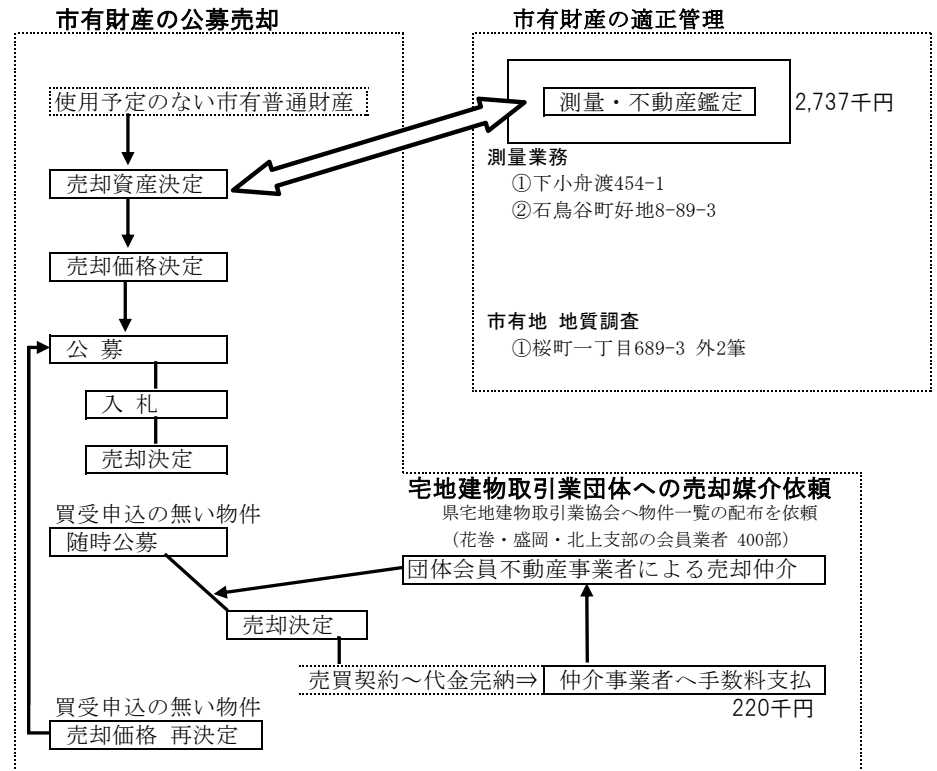 市有財産の公募売却
使用予定のない市有普通財産
売却資産決定
売却価格決定
公 募
入 札
売却決定
買受申込の無い物件
随時公募
売却決定
売買契約～代金完納⇒
買受申込の無い物件
売却価格 再決定
市有財産の適正管理
測量・不動産鑑定
2,737千円
測量業務
①下小舟渡454-1
②石鳥谷町好地8-89-3
市有地 地質調査
①桜町一丁目689-3 外2筆
宅地建物取引業団体への売却媒介依頼
県宅地建物取引業協会へ物件一覧の配布を依頼
(花巻・盛岡・北上支部の会員業者 400部)
団体会員不動産事業者による売却仲介
仲介事業者へ手数料支払
220千円